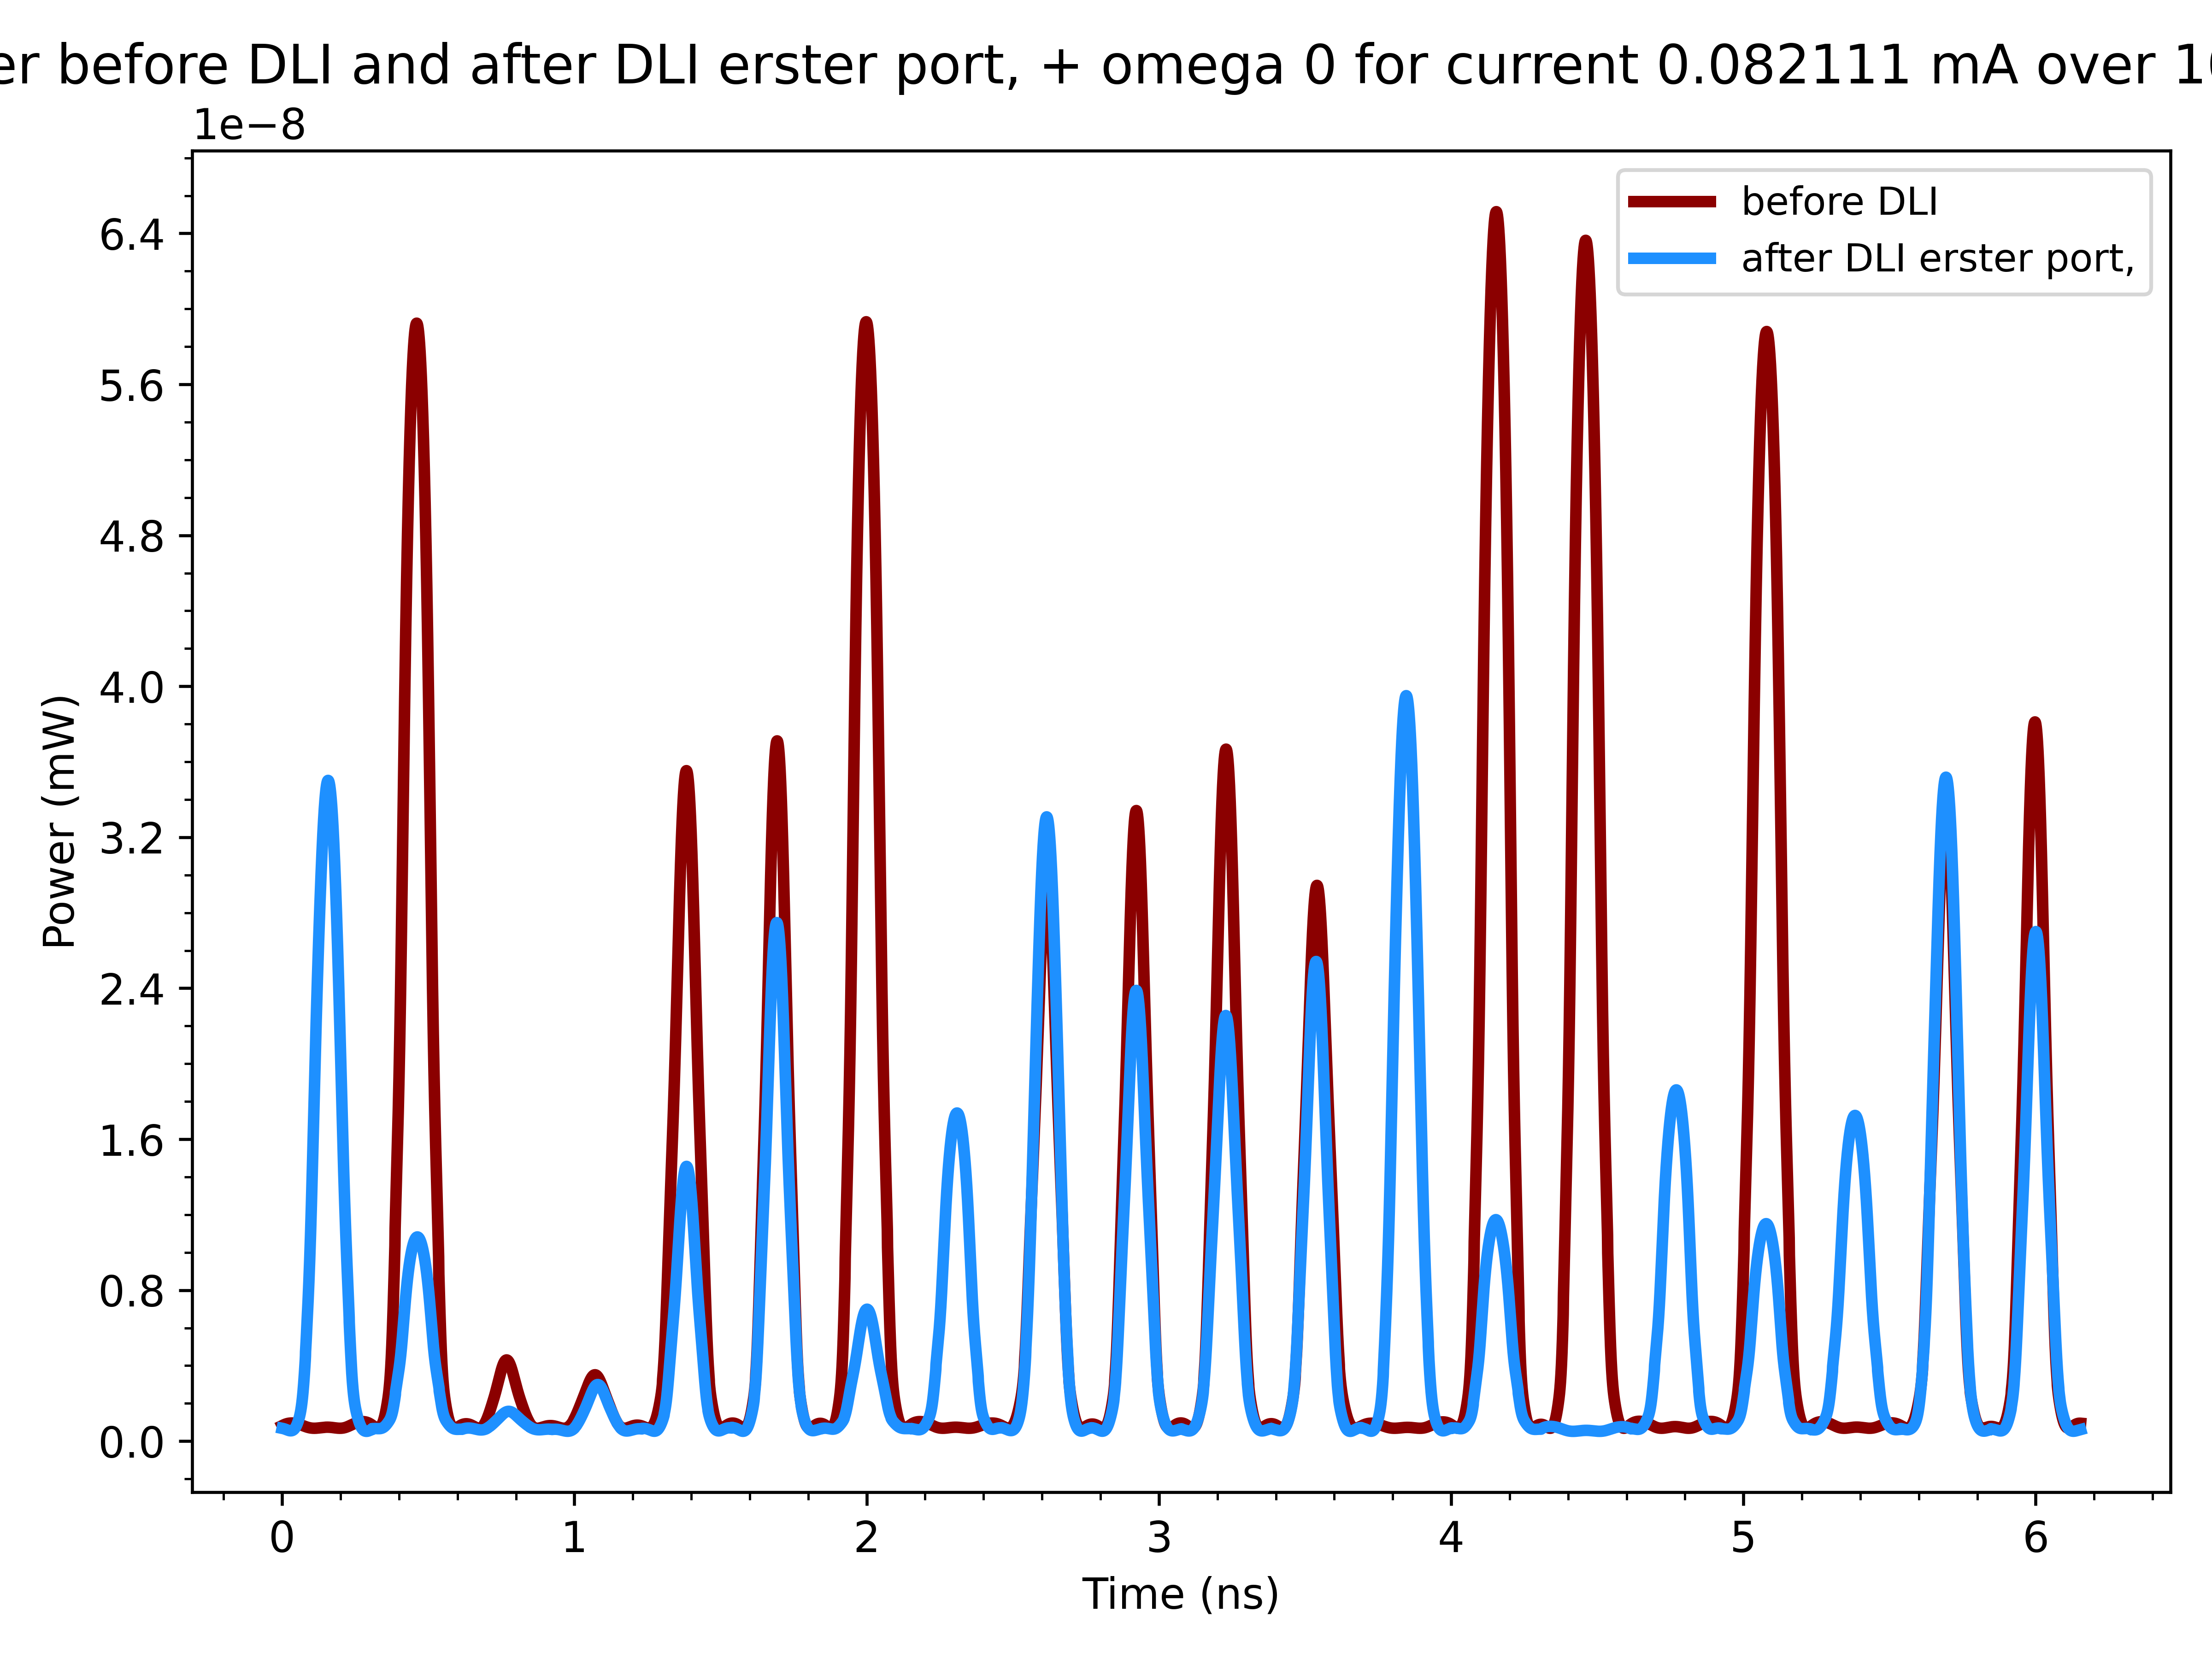 before DLI and after DLI erster port, + omega 0 for current 0.082111 mA over
1e−8
before DLI
after DLI erster port,
6.4
5.6
4.8
4.0
3.2
2.4
1.6
0.8
0.0
Power (mW)
0 1 2 3 4 5 6
Time (ns)